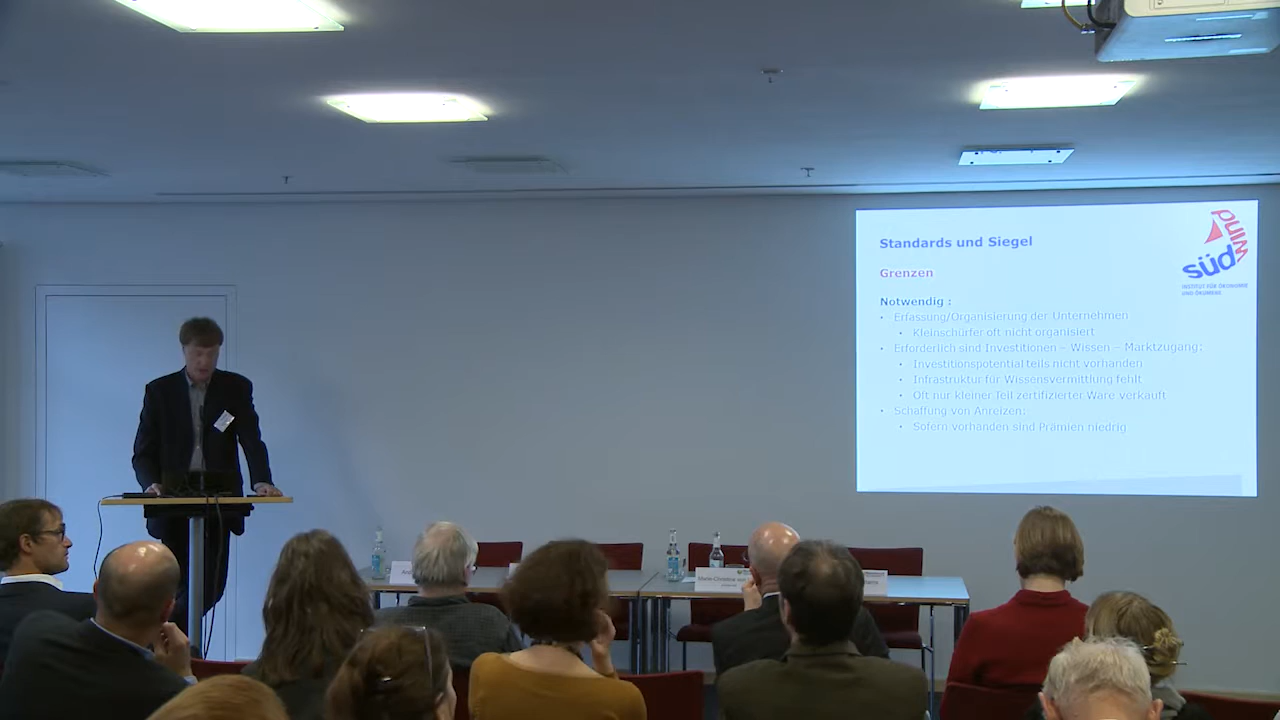 Standards und Siegel
süd
wind
INSTITUT FÜR ÖKONOMIE
UND ÖKUMENE
Grenzen
Notwendig :
• Erfassung/Organisierung der Unternehmen
• Kleinschürfer oft nicht organisiert
• Erforderlich sind Investitionen – Wissen – Marktzugang:
• Investitionspotential teils nicht vorhanden
• Infrastruktur für Wissensvermittlung fehlt
• Oft nur kleiner Teil zertifizierter Ware verkauft
• Schaffung von Anreizen:
• Sofern vorhanden sind Prämien niedrig